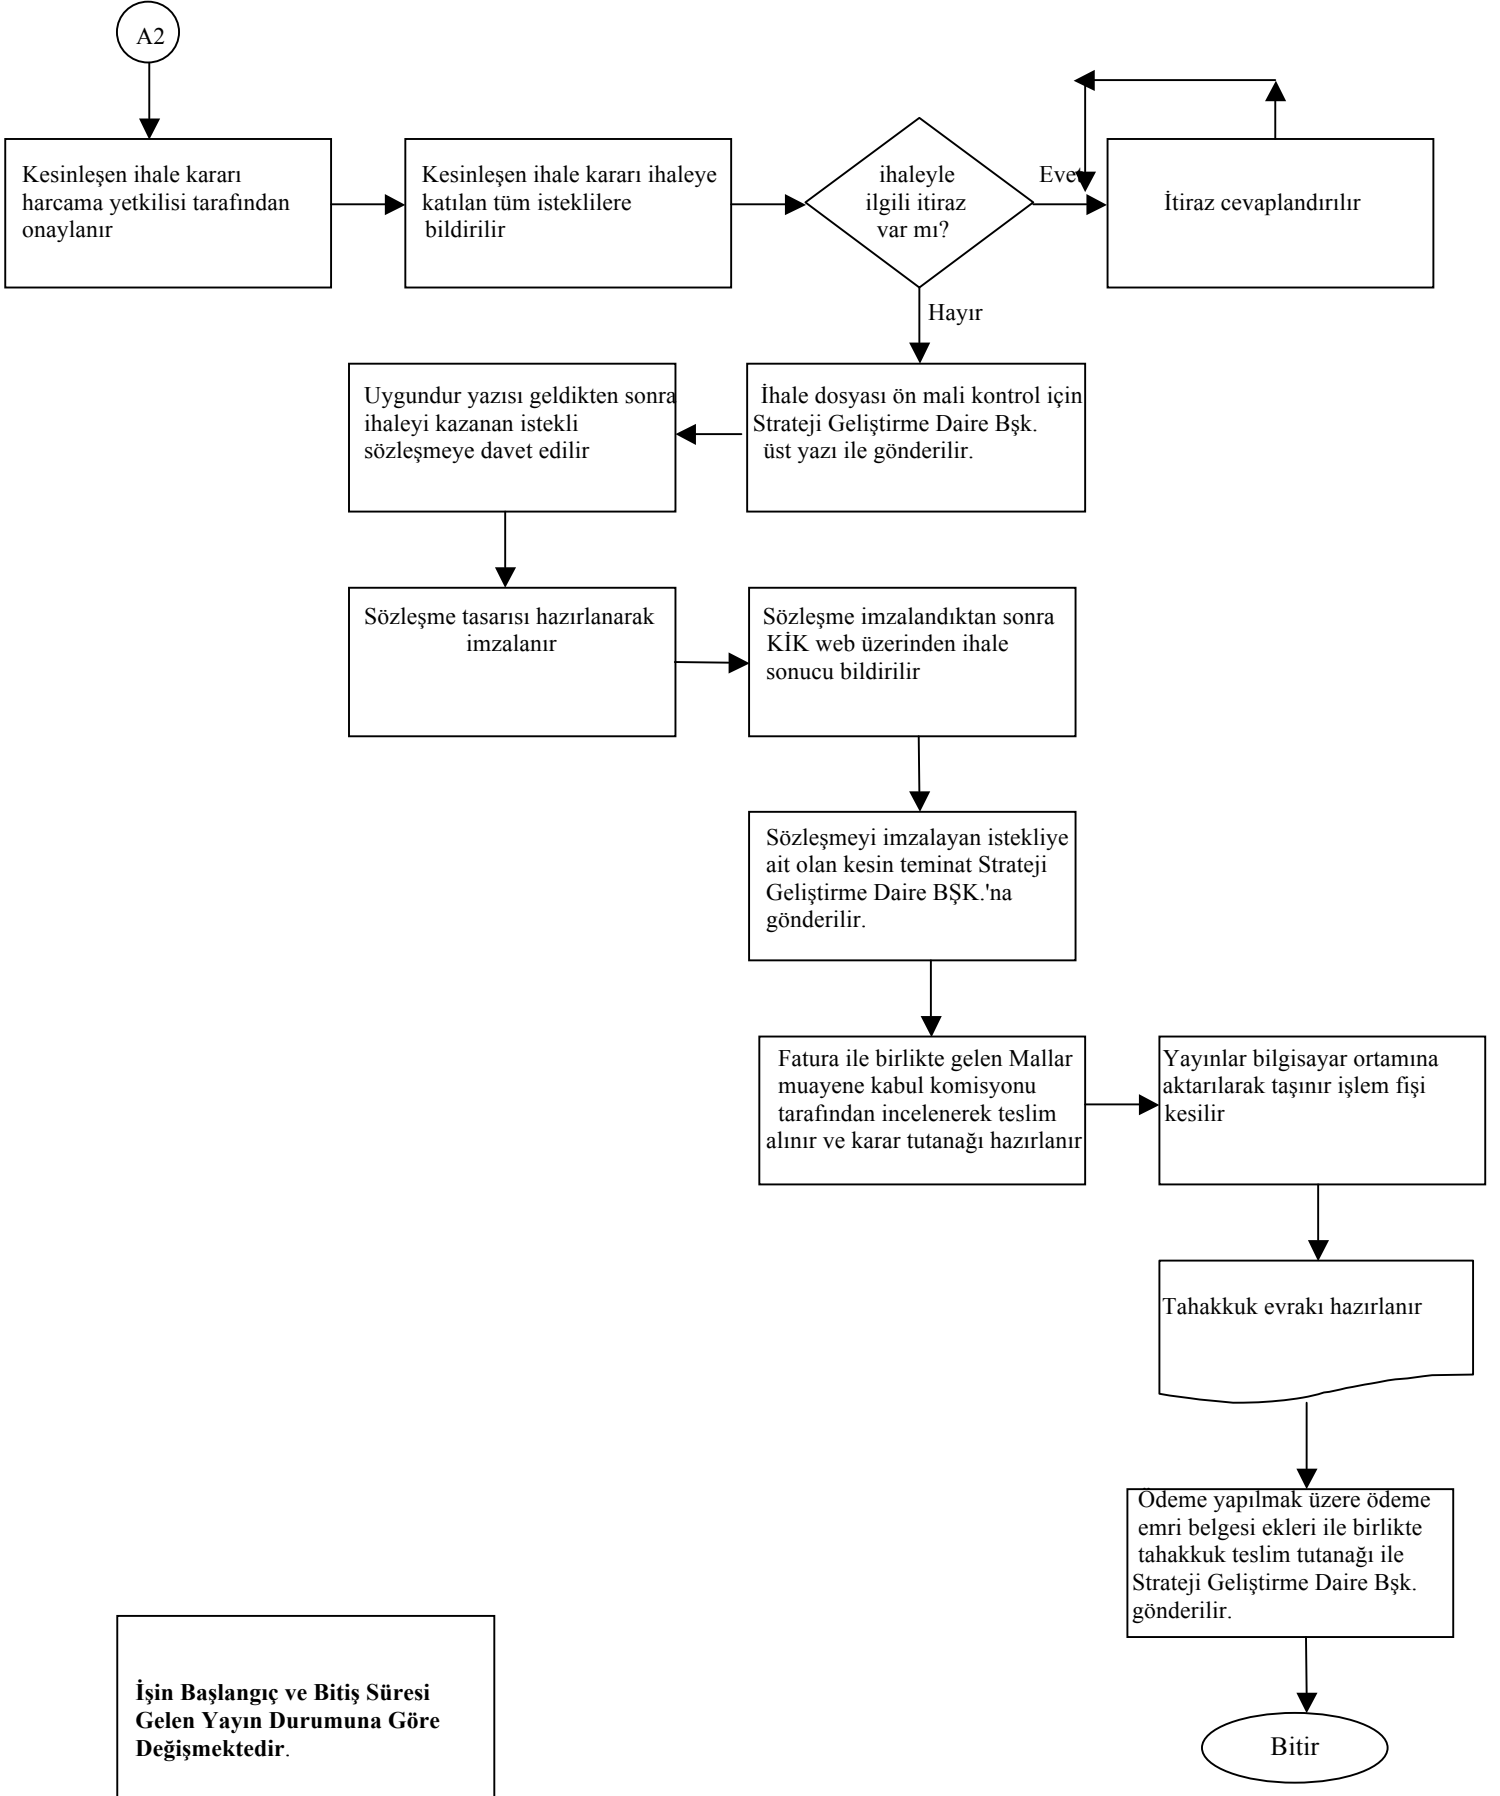 A2
Kesinleşen ihale kararı
harcama yetkilisi tarafından
onaylanır
Kesinleşen ihale kararı ihaleye
katılan tüm isteklilere
bildirilir
ihaleyle
ilgili itiraz
var mı?
Evet
İtiraz cevaplandırılır
Hayır
İhale dosyası ön mali kontrol için
Strateji Geliştirme Daire Bşk.
üst yazı ile gönderilir.
Uygundur yazısı geldikten sonra
ihaleyi kazanan istekli
sözleşmeye davet edilir
Sözleşme tasarısı hazırlanarak
imzalanır
Sözleşme imzalandıktan sonra
KİK web üzerinden ihale
sonucu bildirilir
Sözleşmeyi imzalayan istekliye
ait olan kesin teminat Strateji
Geliştirme Daire BŞK.'na
gönderilir.
Fatura ile birlikte gelen Mallar
muayene kabul komisyonu
tarafından incelenerek teslim
alınır ve karar tutanağı hazırlanır
Yayınlar bilgisayar ortamına
aktarılarak taşınır işlem fişi
kesilir
Tahakkuk evrakı hazırlanır
Ödeme yapılmak üzere ödeme
emri belgesi ekleri ile birlikte
tahakkuk teslim tutanağı ile
Strateji Geliştirme Daire Bşk.
gönderilir.
Bitir
İşin Başlangıç ve Bitiş Süresi
Gelen Yayın Durumuna Göre
Değişmektedir.